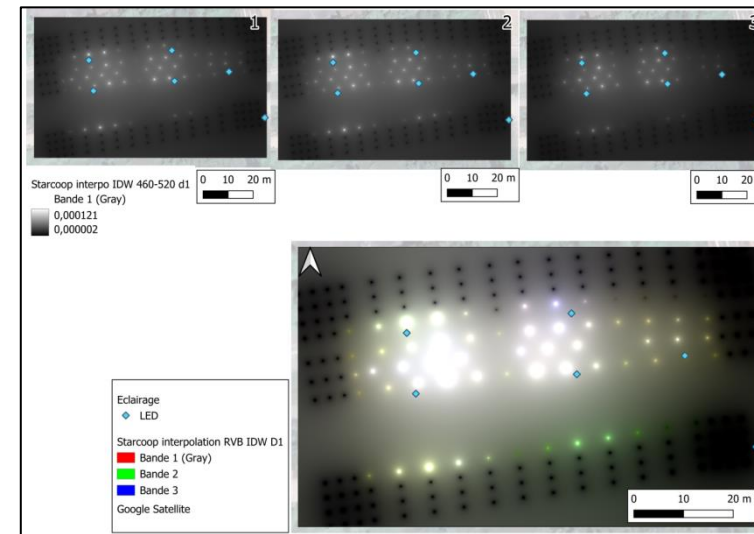 1
2
3
0 10 20 m
0 10 20 m
0 10 20 m
Starcoop interpo IDW 460-520 d1
Bande 1 (Gray)
0,000121
0,000002
Eclairage
LED
Starcoop interpolation RVB IDW D1
Bande 1 (Gray)
Bande 2
Bande 3
Google Satellite
0 10 20 m